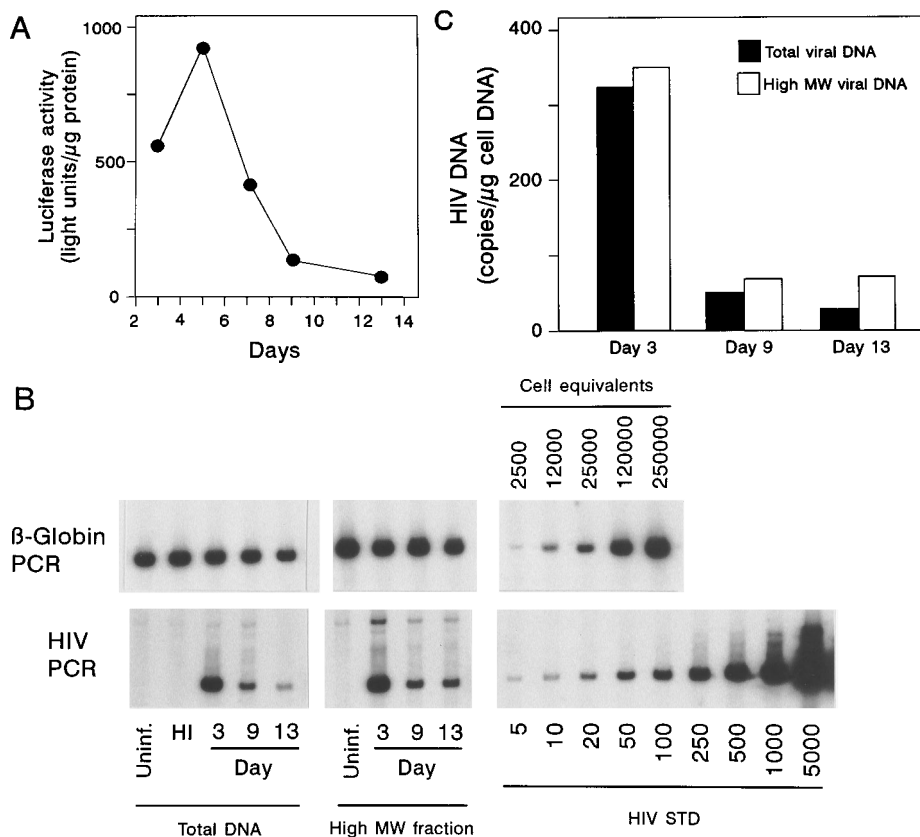 A
Luciferase activity
(light units/µg protein)
1000
500
0
2 4 6 8 10 12 14
Days
C
HIV DNA
(copies/µg cell DNA)
400
200
0
Total viral DNA
High MW viral DNA
Day 3 Day 9 Day 13
B
Cell equivalents
2500 12000 25000 120000 250000
ß-Globin
PCR
HIV
PCR
Uninf. HI 3 9 13
Day
Total DNA
Uninf. 3 9 13
Day
High MW fraction
5 10 20 50 100 250 500 1000 5000
HIV STD